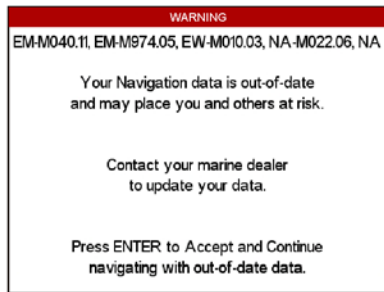 WARNING
EM-M040.11, EM-M974.05, EW-M010.03, NA-M022.06, NA
Your Navigation data is out-of-date
and may place you and others at risk.
Contact your marine dealer
to update your data.
Press ENTER to Accept and Continue
navigating with out-of-date data.